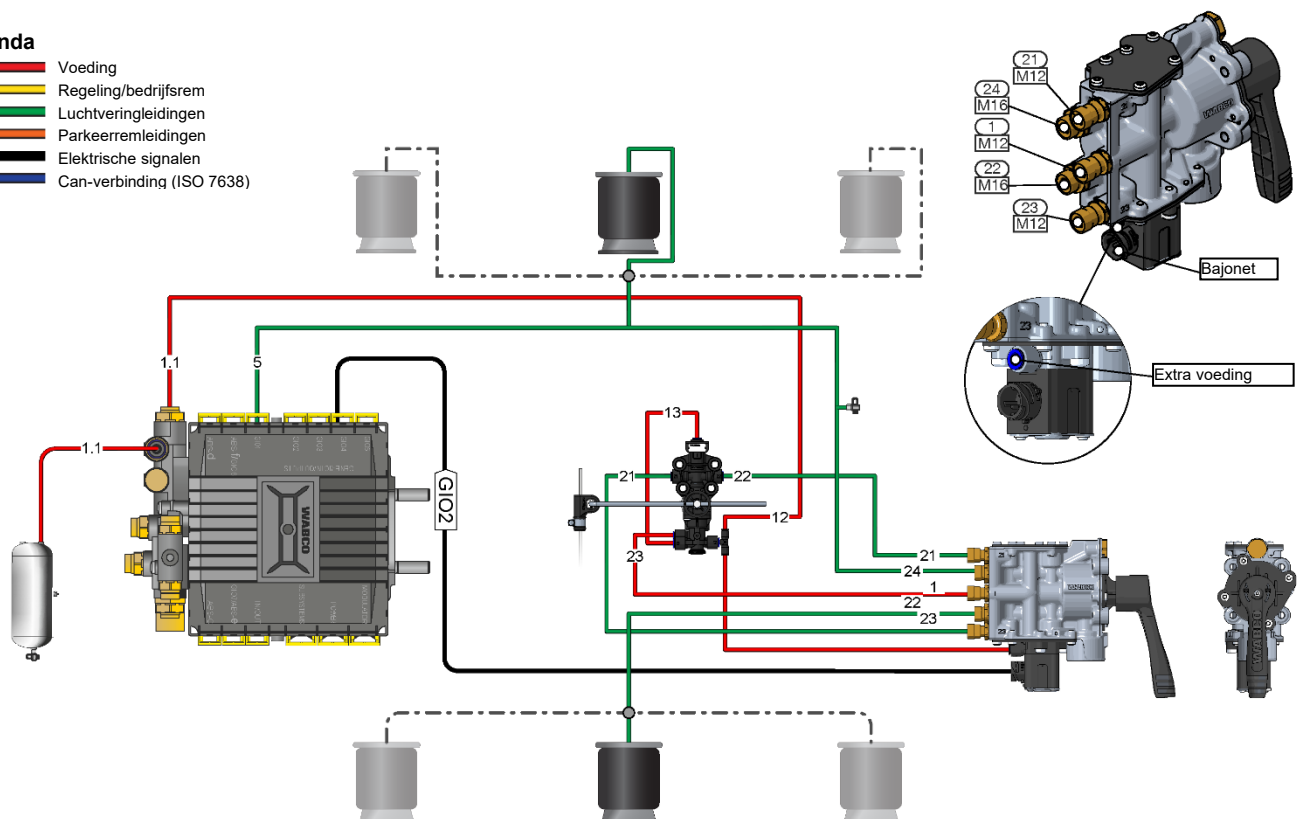 nda
Voeding
Regeling/bedrijfsrem
Luchtveringleidingen
Parkeerremleidingen
Elektrische signalen
Can-verbinding (ISO 7638)
21
M12
24
M16
1
M12
22
M16
23
M12
Bajonet
23
Extra voeding
1.1
5
1.1
GIO2
WABCO
13
21
22
12
23
21
24
1
22
23
WABCO